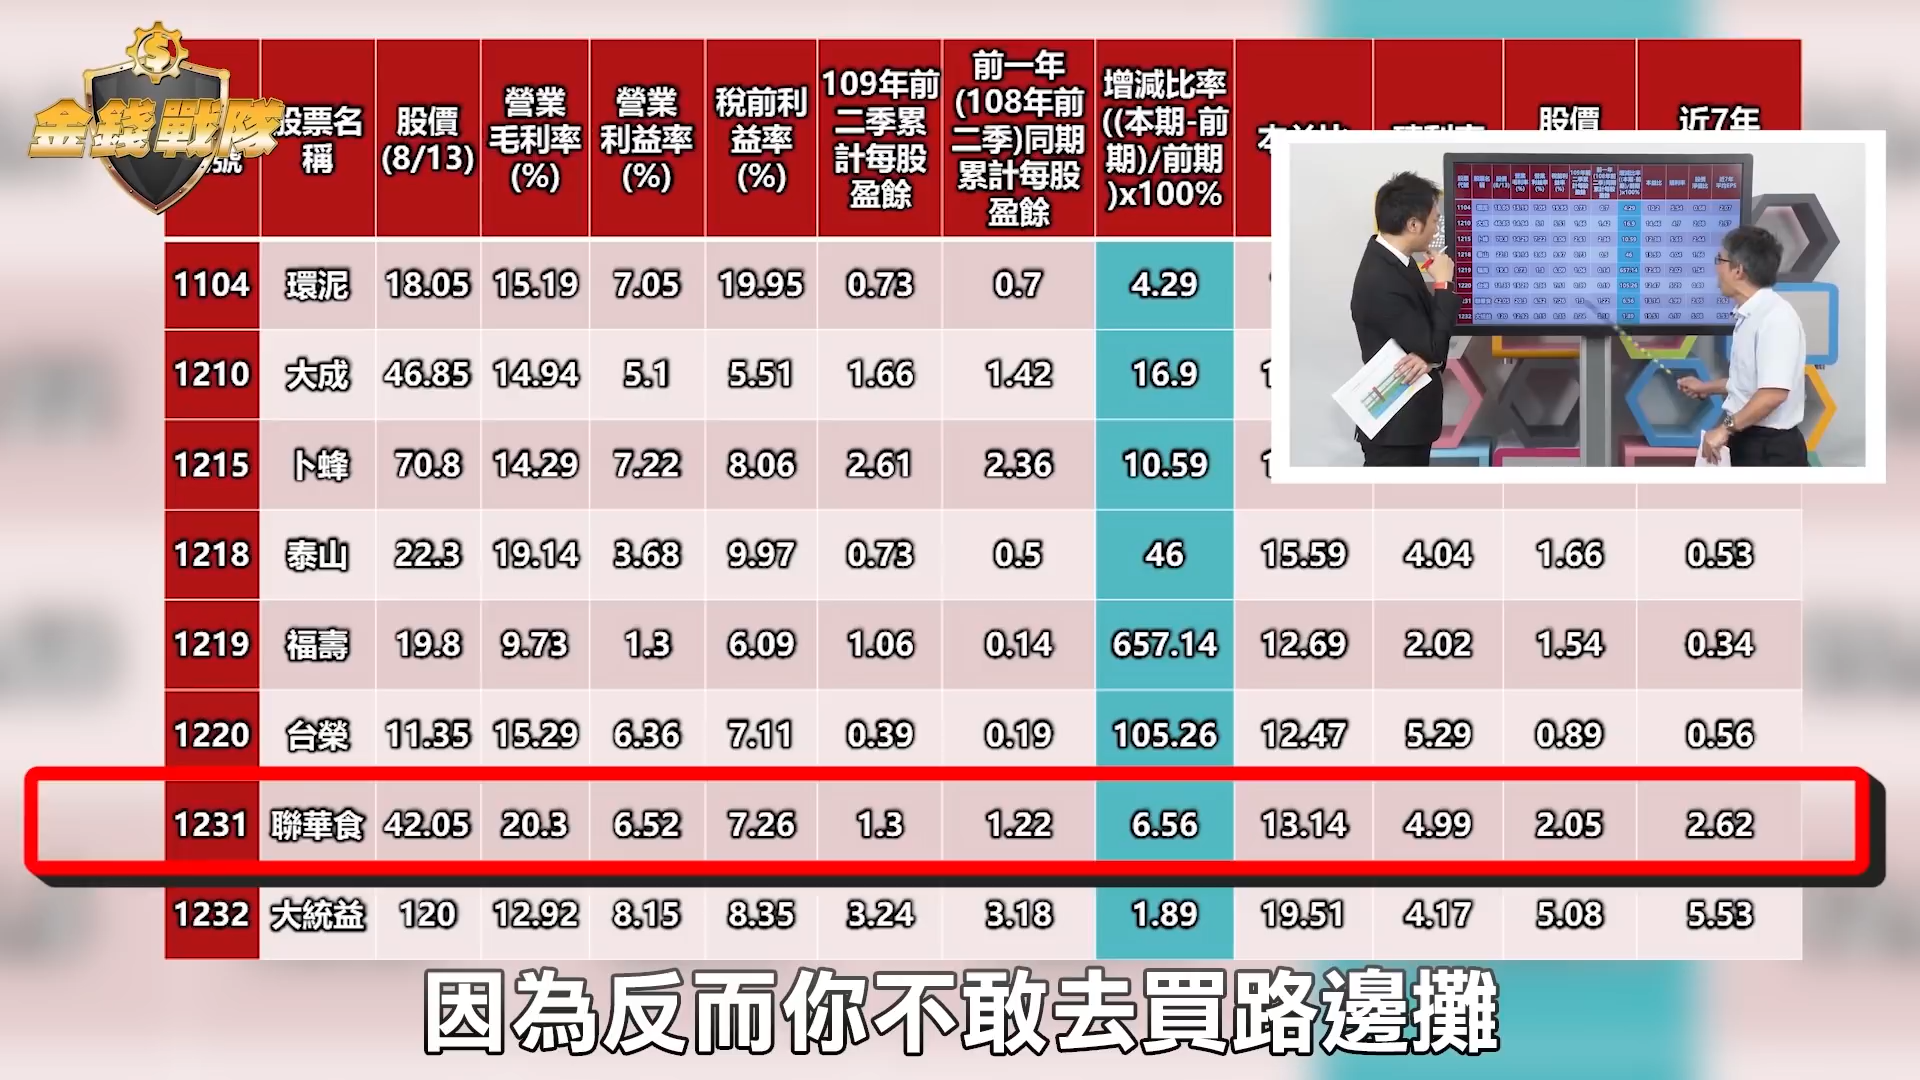 金錢戰隊
號
股票名
稱
股價
(8/13)
營業
毛利率
(%)
營業
利益率
(%)
稅前利
益率
(%)
109年前
二季累
計每股
盈餘
前一年
(108年前
二季)同期
累計每股
盈餘
增減比率
((本期-前
期)/前期
)x100%
股價
近7年
1104 環泥 18.05 15.19 7.05 19.95 0.73 0.7 4.29
1210 大成 46.85 14.94 5.1 5.51 1.66 1.42 16.9
1215 卜蜂 70.8 14.29 7.22 8.06 2.61 2.36 10.59
1218 泰山 22.3 19.14 3.68 9.97 0.73 0.5 46 15.59 4.04 1.66 0.53
1219 福壽 19.8 9.73 1.3 6.09 1.06 0.14 657.14 12.69 2.02 1.54 0.34
1220 台榮 11.35 15.29 6.36 7.11 0.39 0.19 105.26 12.47 5.29 0.89 0.56
1231 聯華食 42.05 20.3 6.52 7.26 1.3 1.22 6.56 13.14 4.99 2.05 2.62
1232 大統益 120 12.92 8.15 8.35 3.24 3.18 1.89 19.51 4.17 5.08 5.53
因為反而你不敢去買路邊攤